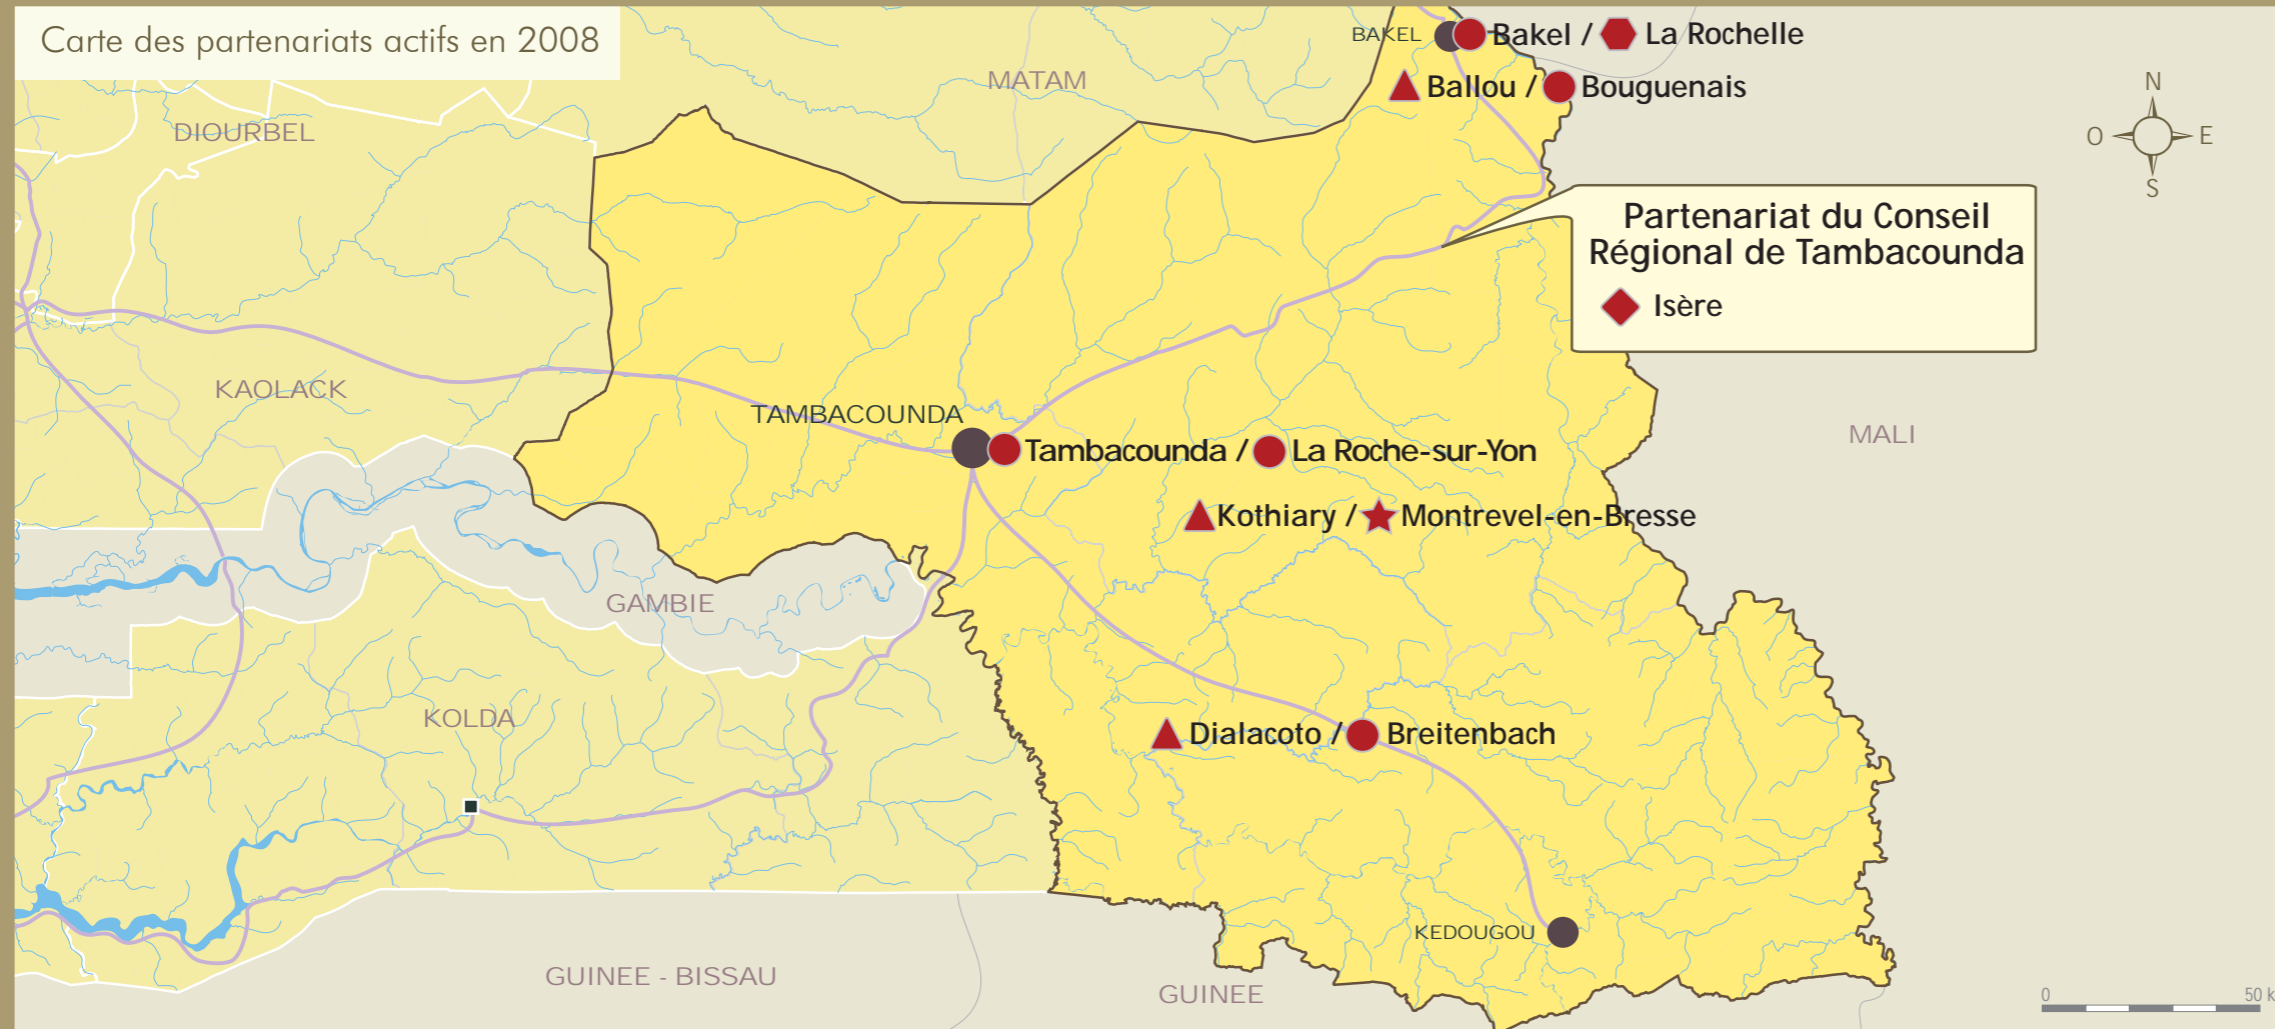 Carte des partenariats actifs en 2008
BAKEL
Bakel / La Rochelle
Ballou / Bouguenais
MATAM
DIOURBEL
N
O
E
S
Partenariat du Conseil
Régional de Tambacounda
Isère
KAOLACK
TAMBACOUNDA
Tambacounda / La Roche-sur-Yon
MALI
Kothiary / Montrevel-en-Bresse
GAMBIE
KOLDA
Dialacoto / Breitenbach
KEDOUGOU
GUINEE - BISSAU
GUINEE
0
50 k